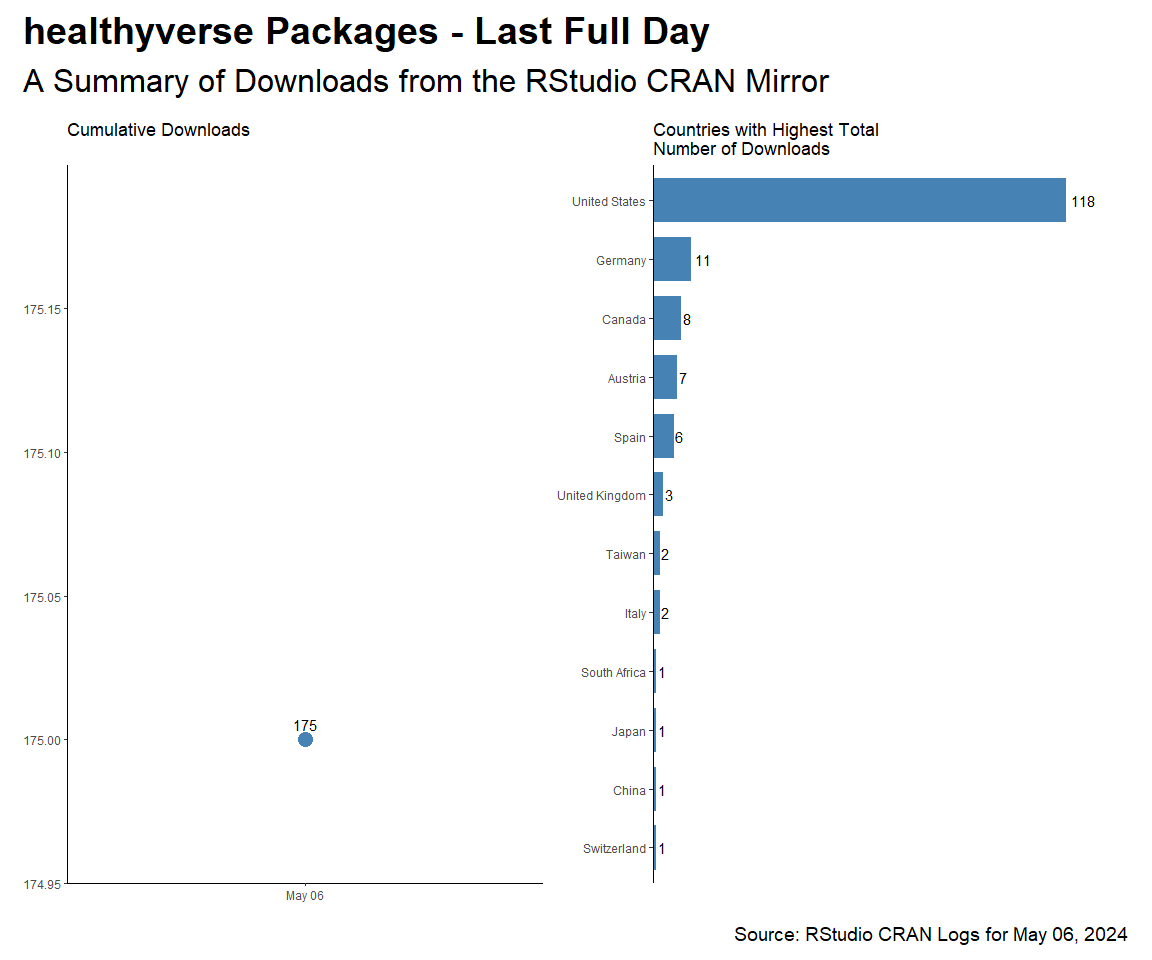 healthyverse Packages - Last Full Day
A Summary of Downloads from the RStudio CRAN Mirror
Cumulative Downloads
175.15
175.10
175.05
175.00
174.95
175
May 06
Countries with Highest Total
Number of Downloads
United States 118
Germany 11
Canada 8
Austria 7
Spain 6
United Kingdom 3
Taiwan 2
Italy 2
South Africa 1
Japan 1
China 1
Switzerland 1
Source: RStudio CRAN Logs for May 06, 2024